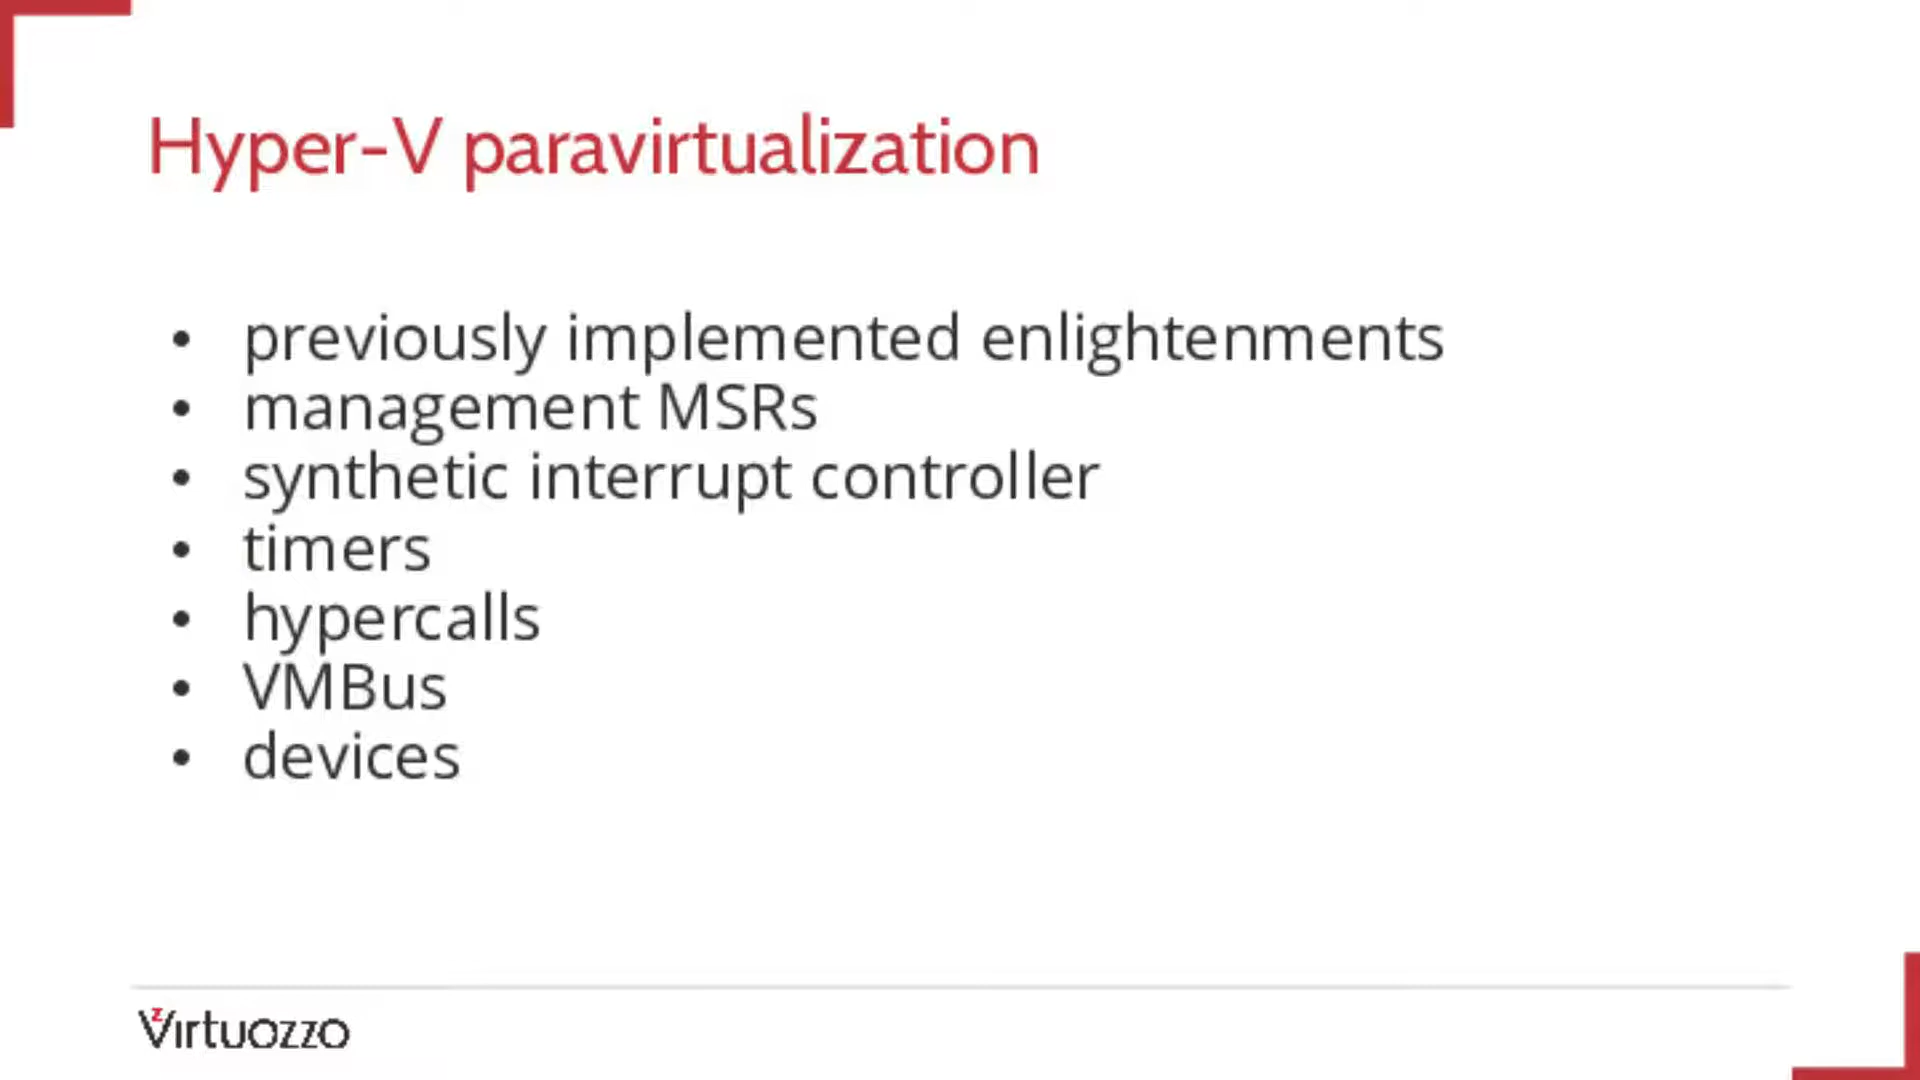 Hyper-V paravirtualization
• previously implemented enlightenments
• management MSRs
• synthetic interrupt controller
• timers
• hypercalls
• VMBus
• devices
Virtuozzo